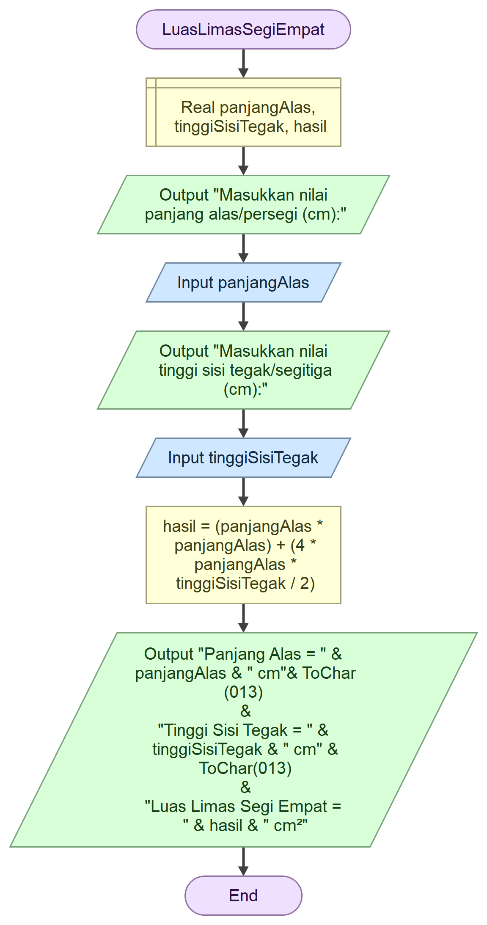 LuasLimasSegiEmpat
Real panjangAlas,
tinggiSisiTegak, hasil
Output "Masukkan nilai
panjang alas/persegi (cm):"
Input panjangAlas
Output "Masukkan nilai
tinggi sisi tegak/segitiga
(cm):"
Input tinggiSisiTegak
hasil = (panjangAlas *
panjangAlas) + (4 *
panjangAlas *
tinggiSisiTegak / 2)
Output "Panjang Alas = " &
panjangAlas & " cm"& ToChar
(013)
&
"Tinggi Sisi Tegak = " &
tinggiSisiTegak & " cm" &
ToChar(013)
&
"Luas Limas Segi Empat =
" & hasil & " cm²"
End